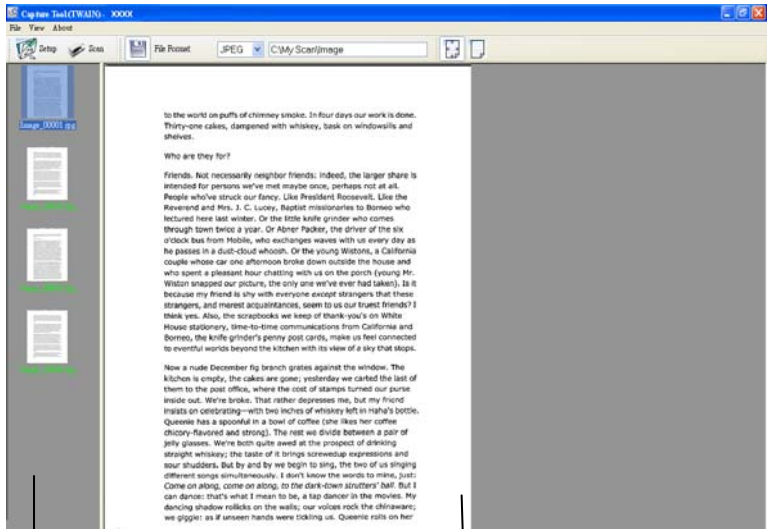 Capture Tool(TWAIN) - XXXX
File View About
Setup Scan File Format JPEG C:\My Scan\Image
Image_00001.jpg
to the world on puffs of chimney smoke. In four days our work is done.
Thirty-one cakes, dampened with whiskey, bask on windowsills and
shelves.
Who are they for?
Friends. Not necessarily neighbor friends: indeed, the larger share is
intended for persons we've met maybe once, perhaps not at all.
People who've struck our fancy. Like President Roosevelt. Like the
Reverend and Mrs. J. C. Lucey, Baptist missionaries to Borneo who
lectured here last winter. Or the little knife grinder who comes
through town twice a year. Or Abner Packer, the driver of the six
o'clock bus from Mobile, who exchanges waves with us every day as
he passes in a dust-cloud whoosh. Or the young Wistons, a California
couple whose car one afternoon broke down outside the house and
who spent a pleasant hour chatting with us on the porch (young Mr.
Wiston snapped our picture, the only one we've ever had taken). Is it
because my friend is shy with everyone except strangers that these
strangers, and merest acquaintances, seem to us our truest friends? I
think yes. Also, the scrapbooks we keep of thank-you's on White
House stationery, time-to-time communications from California and
Borneo, the knife grinder's penny post cards, make us feel connected
to eventful worlds beyond the kitchen with its view of a sky that stops.
Now a nude December fig branch grates against the window. The
kitchen is empty, the cakes are gone; yesterday we carted the last of
them to the post office, where the cost of stamps turned our purse
inside out. We're broke. That rather depresses me, but my friend
insists on celebrating—with two inches of whiskey left in Haha's bottle.
Queenie has a spoonful in a bowl of coffee (she likes her coffee
chicory-flavored and strong). The rest we divide between a pair of
jelly glasses. We're both quite awed at the prospect of drinking
straight whiskey; the taste of it brings screwedup expressions and
sour shudders. But by and by we begin to sing, the two of us singing
different songs simultaneously. I don't know the words to mine, just:
Come on along, come on along, to the dark-town strutters' ball. But I
can dance: that's what I mean to be, a tap dancer in the movies. My
dancing shadow rollicks on the walls; our voices rock the chinaware;
we giggle: as if unseen hands were tickling us. Queenie rolls on her